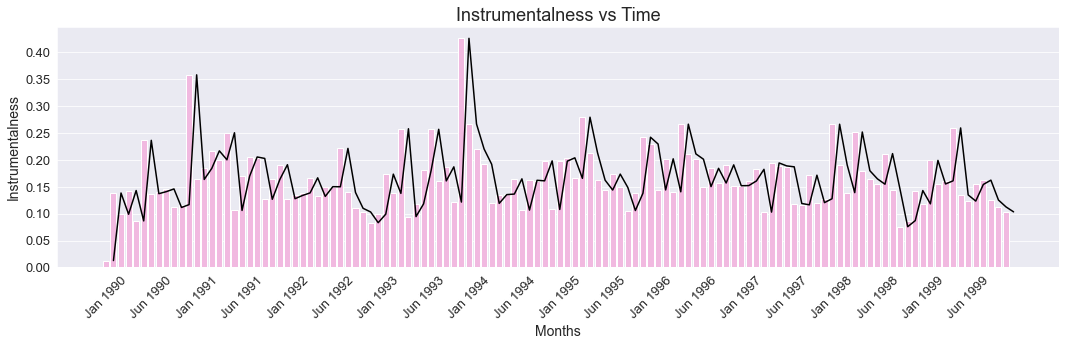 Instrumentalness vs Time
Instrumentalness
0.40
0.35
0.30
0.25
0.20
0.15
0.10
0.05
0.00
Jan 1990
Jun 1990
Jan 1991
Jun 1991
Jan 1992
Jun 1992
Jan 1993
Jun 1993
Jan 1994
Jun 1994
Jan 1995
Jun 1995
Jan 1996
Jun 1996
Jan 1997
Jun 1997
Jan 1998
Jun 1998
Jan 1999
Jun 1999
Months